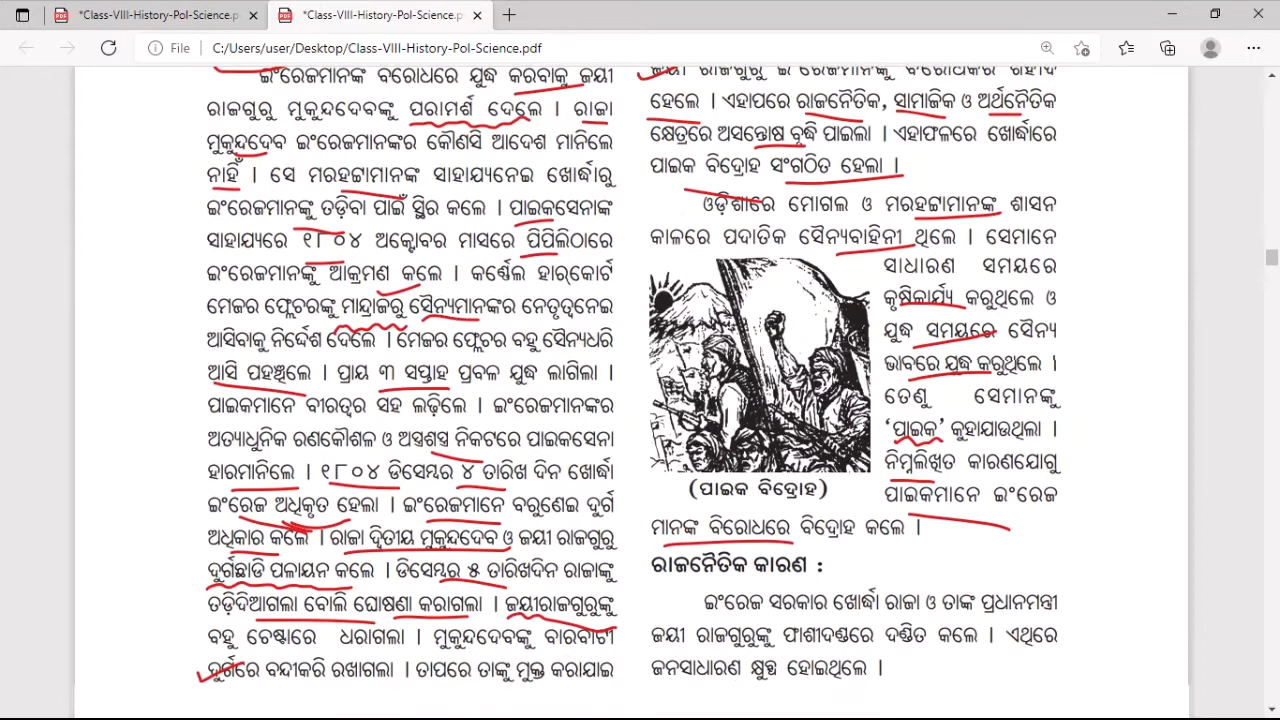 *Class-VIII-History-Pol-Science.p
*Class-VIII-History-Pol-Science.p
File
C:/Users/user/Desktop/Class-VIII-History-Pol-Science.pdf
ଇଂରେଜମାନଙ୍କ ବିରୋଧରେ ଯୁଦ୍ଧ କରିବାକୁ ଜୟୀ
ରାଜଗୁରୁ ମୁକୁନ୍ଦଦେବଙ୍କୁ ପରାମର୍ଶ ଦେଲେ । ରାଜା
ମୁକୁନ୍ଦଦେବ ଇଂରେଜମାନଙ୍କର କୌଣସି ଆଦେଶ ମାନିଲେ
ନାହିଁ । ସେ ମରହଟ୍ଟାମାନଙ୍କ ସାହାଯ୍ୟନେଇ ଖୋର୍ଦ୍ଧାରୁ
ଇଂରେଜମାନଙ୍କୁ ତଡ଼ିବା ପାଇଁ ସ୍ଥିର କଲେ । ପାଇକସେନାଙ୍କ
ସାହାଯ୍ୟରେ ୧୮୦୪ ଅକ୍ଟୋବର ମାସରେ ପିପିଲିଠାରେ
ଇଂରେଜମାନଙ୍କୁ ଆକ୍ରମଣ କଲେ । କର୍ଣ୍ଣେଲ ହାର୍‌କୋର୍ଟ
ମେଜର ଫ୍ଲେଚରଙ୍କୁ ମାନ୍ଦ୍ରାଜରୁ ସୈନ୍ୟମାନଙ୍କର ନେତୃତ୍ୱନେଇ
ଆସିବାକୁ ନିର୍ଦ୍ଦେଶ ଦେଲେ । ମେଜର ଫ୍ଲେଚର ବହୁ ସୈନ୍ୟଧରି
ଆସି ପହଞ୍ଚିଲେ । ପ୍ରାୟ ୩ ସପ୍ତାହ ପ୍ରବଳ ଯୁଦ୍ଧ ଲାଗିଲା ।
ପାଇକମାନେ ବୀରତ୍ୱର ସହ ଲଢ଼ିଲେ । ଇଂରେଜମାନଙ୍କର
ଅତ୍ୟାଧୁନିକ ରଣକୌଶଳ ଓ ଅସ୍ତ୍ରଶସ୍ତ୍ର ନିକଟରେ ପାଇକସେନା
ହାରମାନିଲେ । ୧୮୦୪ ଡିସେମ୍ବର ୪ ତାରିଖ ଦିନ ଖୋର୍ଦ୍ଧା
ଇଂରେଜ ଅଧିକୃତ ହେଲା । ଇଂରେଜମାନେ ବରୁଣେଇ ଦୁର୍ଗ
ଅଧିକାର କଲେ । ରାଜା ଦ୍ୱିତୀୟ ମୁକୁନ୍ଦଦେବ ଓ ଜୟୀ ରାଜଗୁରୁ
ଦୁର୍ଗଛାଡି ପଳାୟନ କଲେ । ଡିସେମ୍ବର ୫ ତାରିଖଦିନ ରାଜାଙ୍କୁ
ତଡ଼ିଦିଆଗଲା ବୋଲି ଘୋଷଣା କରାଗଲା । ଜୟୀରାଜଗୁରୁଙ୍କୁ
ବହୁ ଚେଷ୍ଟାରେ ଧରାଗଲା । ମୁକୁନ୍ଦଦେବଙ୍କୁ ବାରବାଟୀ
ଦୁର୍ଗରେ ବନ୍ଦୀକରି ରଖାଗଲା । ତାପରେ ତାଙ୍କୁ ମୁକ୍ତ କରାଯାଇ
ଜୟୀ ରାଜଗୁରୁ ଇଂରେଜମାନଙ୍କୁ ବିରୋଧକରି ଶହୀଦ
ହେଲେ । ଏହାପରେ ରାଜନୈତିକ, ସାମାଜିକ ଓ ଅର୍ଥନୈତିକ
କ୍ଷେତ୍ରରେ ଅସନ୍ତୋଷ ବୃଦ୍ଧି ପାଇଲା । ଏହାଫଳରେ ଖୋର୍ଦ୍ଧାରେ
ପାଇକ ବିଦ୍ରୋହ ସଂଗଠିତ ହେଲା ।
ଓଡ଼ିଶାରେ ମୋଗଲ ଓ ମରହଟ୍ଟାମାନଙ୍କ ଶାସନ
କାଳରେ ପଦାତିକ ସୈନ୍ୟବାହିନୀ ଥିଲେ । ସେମାନେ
ସାଧାରଣ ସମୟରେ
କୃଷିକାର୍ଯ୍ୟ କରୁଥିଲେ ଓ
ଯୁଦ୍ଧ ସମୟରେ ସୈନ୍ୟ
ଭାବରେ ଯୁଦ୍ଧ କରୁଥିଲେ ।
ତେଣୁ ସେମାନଙ୍କୁ
‘ପାଇକ’ କୁହାଯାଉଥିଲା ।
ନିମ୍ନଲିଖିତ କାରଣଯୋଗୁ
ପାଇକମାନେ ଇଂରେଜ
(ପାଇକ ବିଦ୍ରୋହ)
ମାନଙ୍କ ବିରୋଧରେ ବିଦ୍ରୋହ କଲେ ।
ରାଜନୈତିକ କାରଣ :
ଇଂରେଜ ସରକାର ଖୋର୍ଦ୍ଧା ରାଜା ଓ ତାଙ୍କ ପ୍ରଧାନମନ୍ତ୍ରୀ
ଜୟୀ ରାଜଗୁରୁଙ୍କୁ ଫାଶୀଦଣ୍ଡରେ ଦଣ୍ଡିତ କଲେ । ଏଥିରେ
ଜନସାଧାରଣ କ୍ଷୁବ୍ଧ ହୋଇଥିଲେ ।